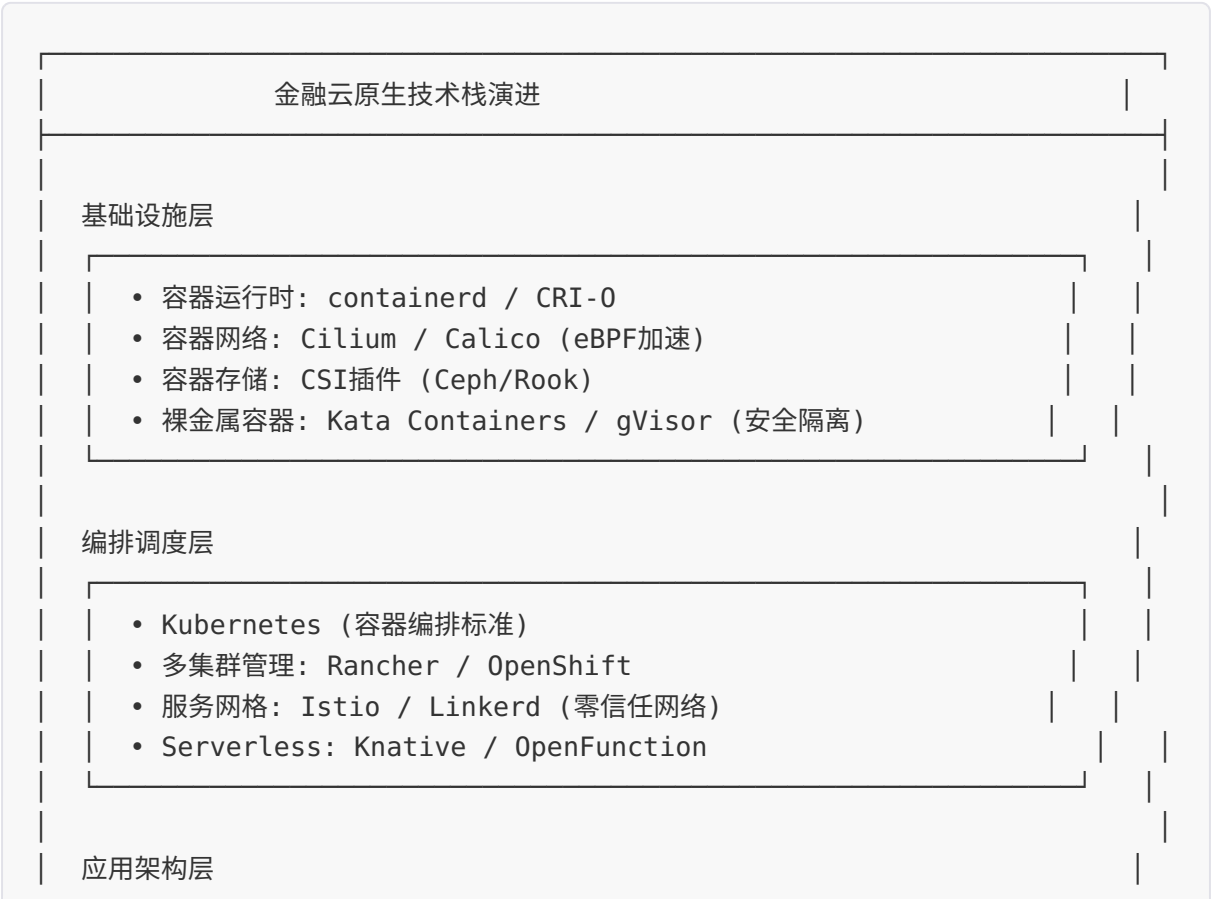 金融云原生技术栈演进
基础设施层
• 容器运行时: containerd / CRI-O
• 容器网络: Cilium / Calico (eBPF加速)
• 容器存储: CSI插件 (Ceph/Rook)
• 裸金属容器: Kata Containers / gVisor (安全隔离)
编排调度层
• Kubernetes (容器编排标准)
• 多集群管理: Rancher / OpenShift
• 服务网格: Istio / Linkerd (零信任网络)
• Serverless: Knative / OpenFunction
应用架构层